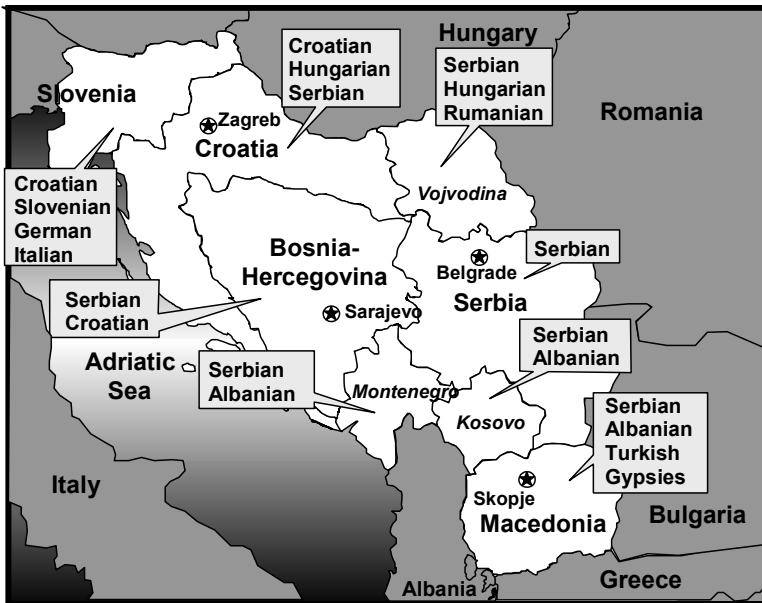 Hungary
Croatian
Hungarian
Serbian
Serbian
Hungarian
Rumanian
Slovenia
Romania
Zagreb
Croatia
Croatian
Slovenian
German
Italian
Vojvodina
Bosnia-
Hercegovina
Serbian
Belgrade
Serbia
Serbian
Croatian
Sarajevo
Adriatic
Sea
Serbian
Albanian
Serbian
Albanian
Montenegro
Kosovo
Serbian
Albanian
Turkish
Gypsies
Italy
Skopje
Macedonia
Bulgaria
Albania
Greece